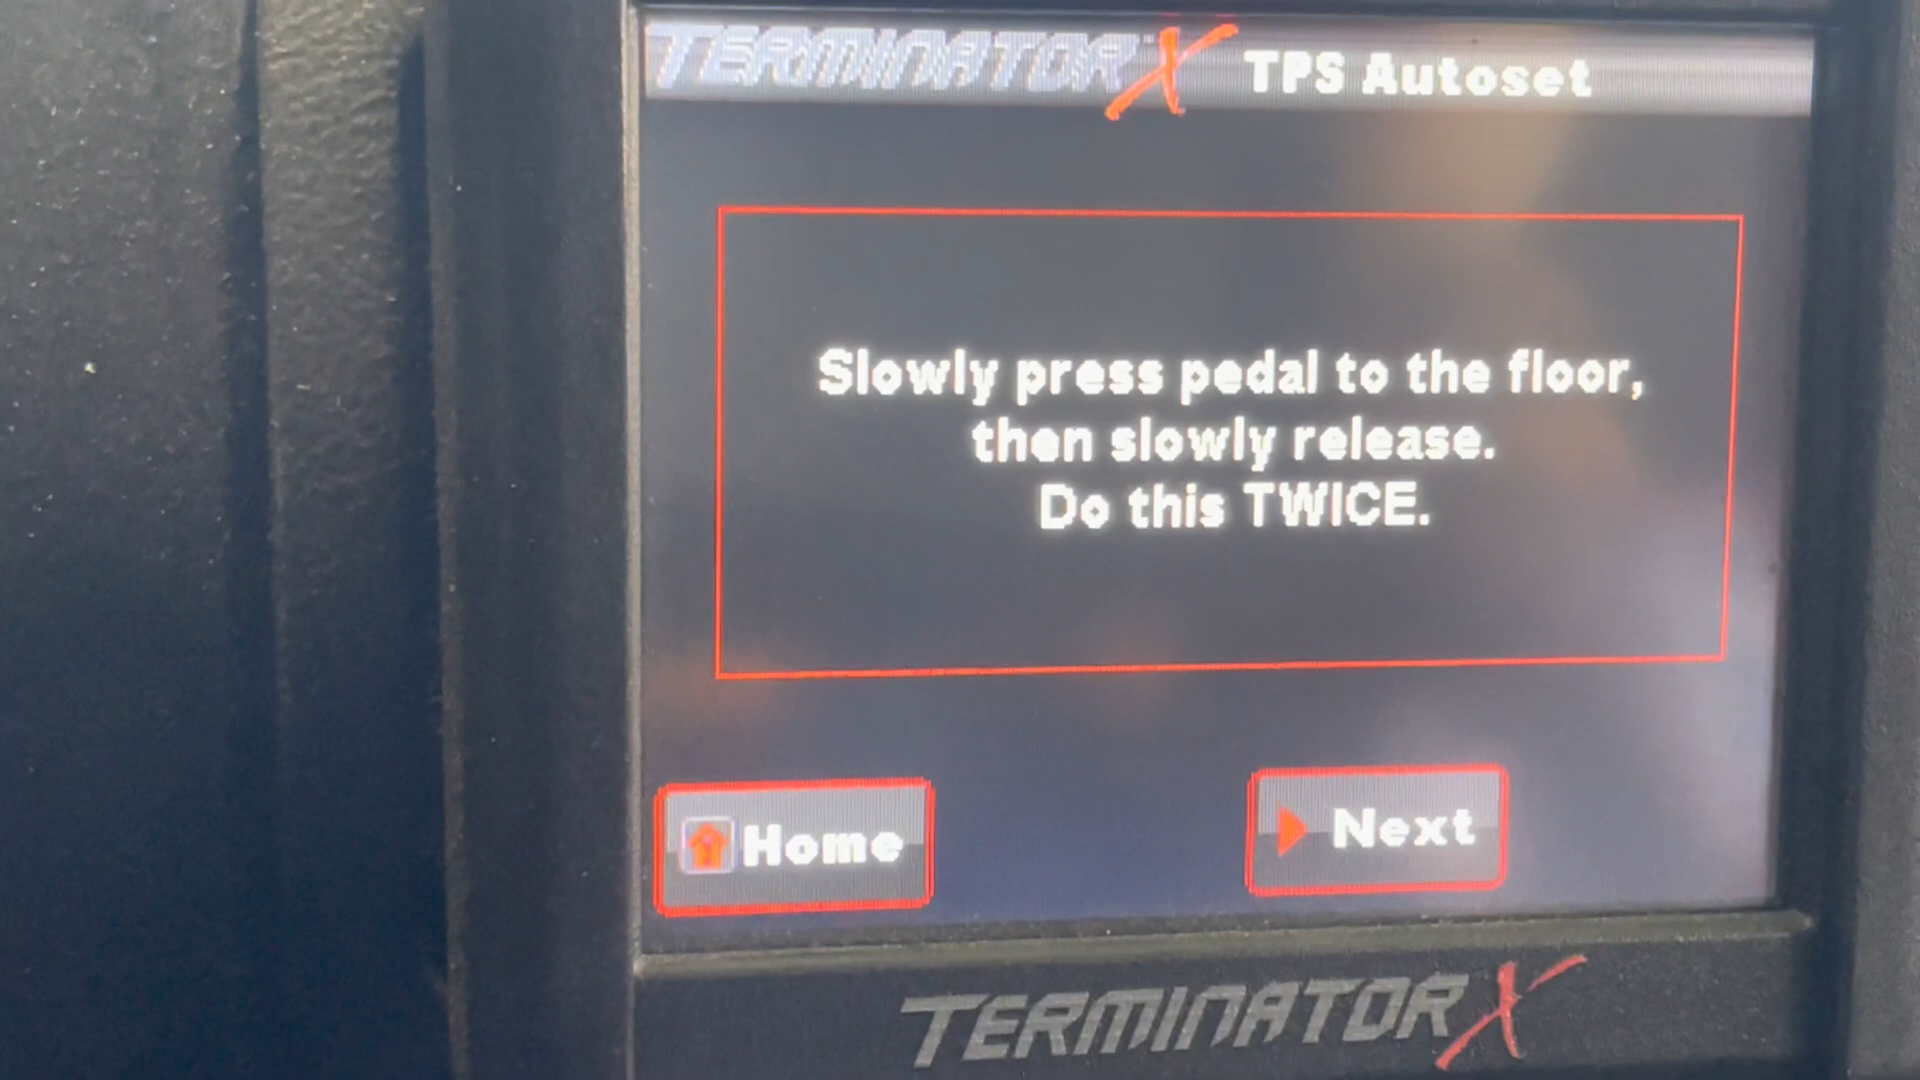 TERMINATOR X TPS Autoset
Slowly press pedal to the floor,
then slowly release.
Do this TWICE.
Home
Next
TERMINATOR X